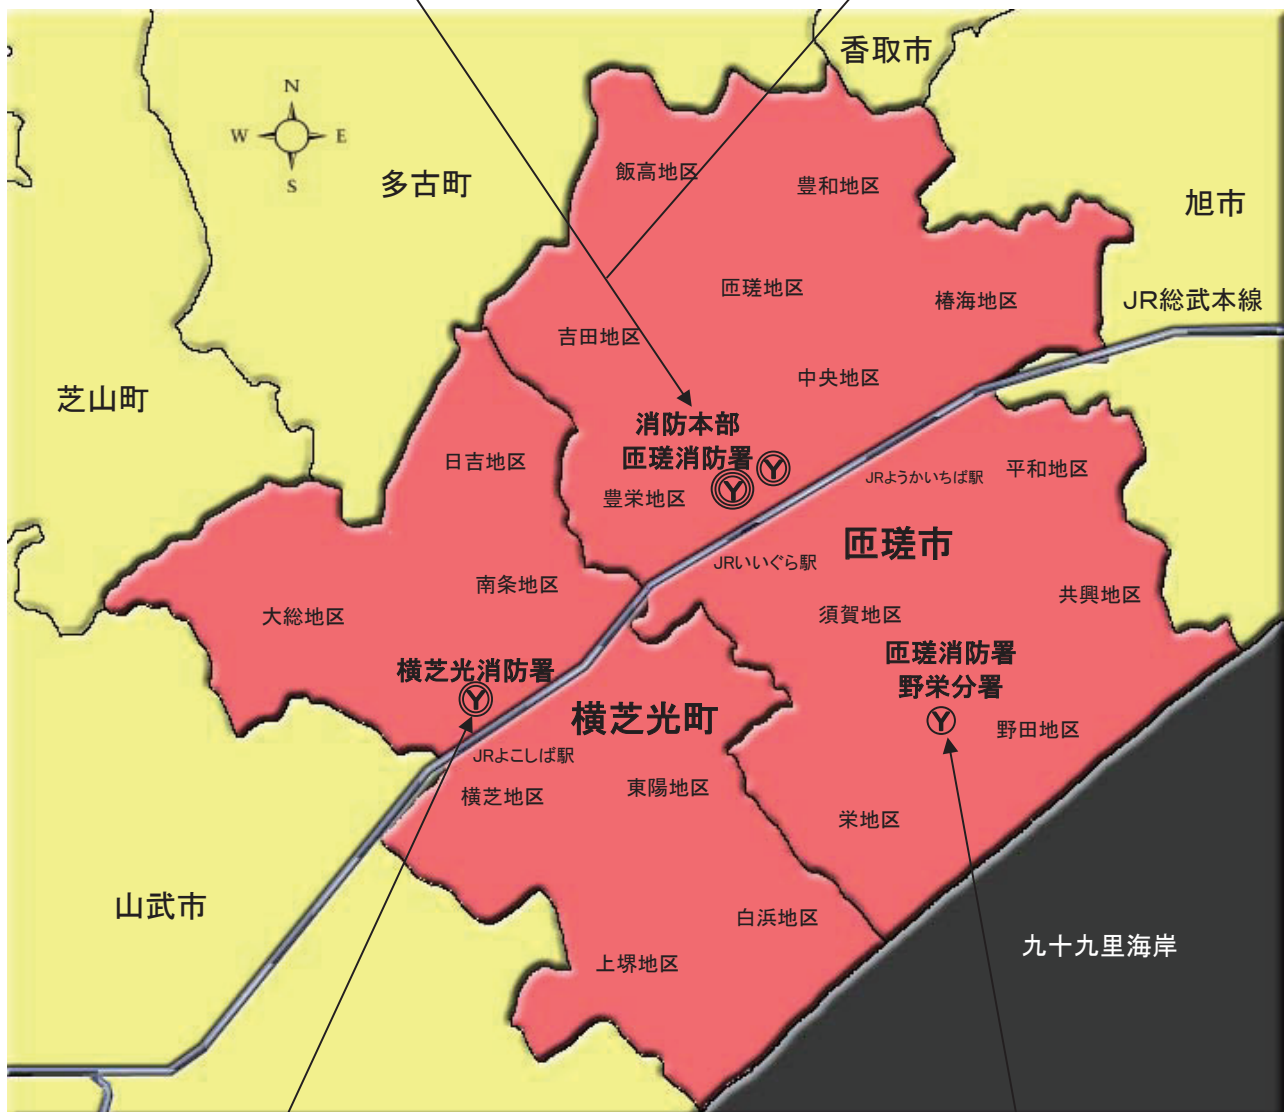 香取市
N
W E
S
飯高地区
多古町
豊和地区
旭市
匝瑳地区
椿海地区
JR総武本線
吉田地区
中央地区
芝山町
消防本部
匝瑳消防署
日吉地区
平和地区
JRようかいちば駅
豊栄地区
匝瑳市
JRいいぐら駅
南条地区
共興地区
大総地区
須賀地区
匝瑳消防署
野栄分署
横芝光消防署
横芝光町
野田地区
JRよこしば駅
横芝地区
東陽地区
栄地区
山武市
白浜地区
九十九里海岸
上堺地区